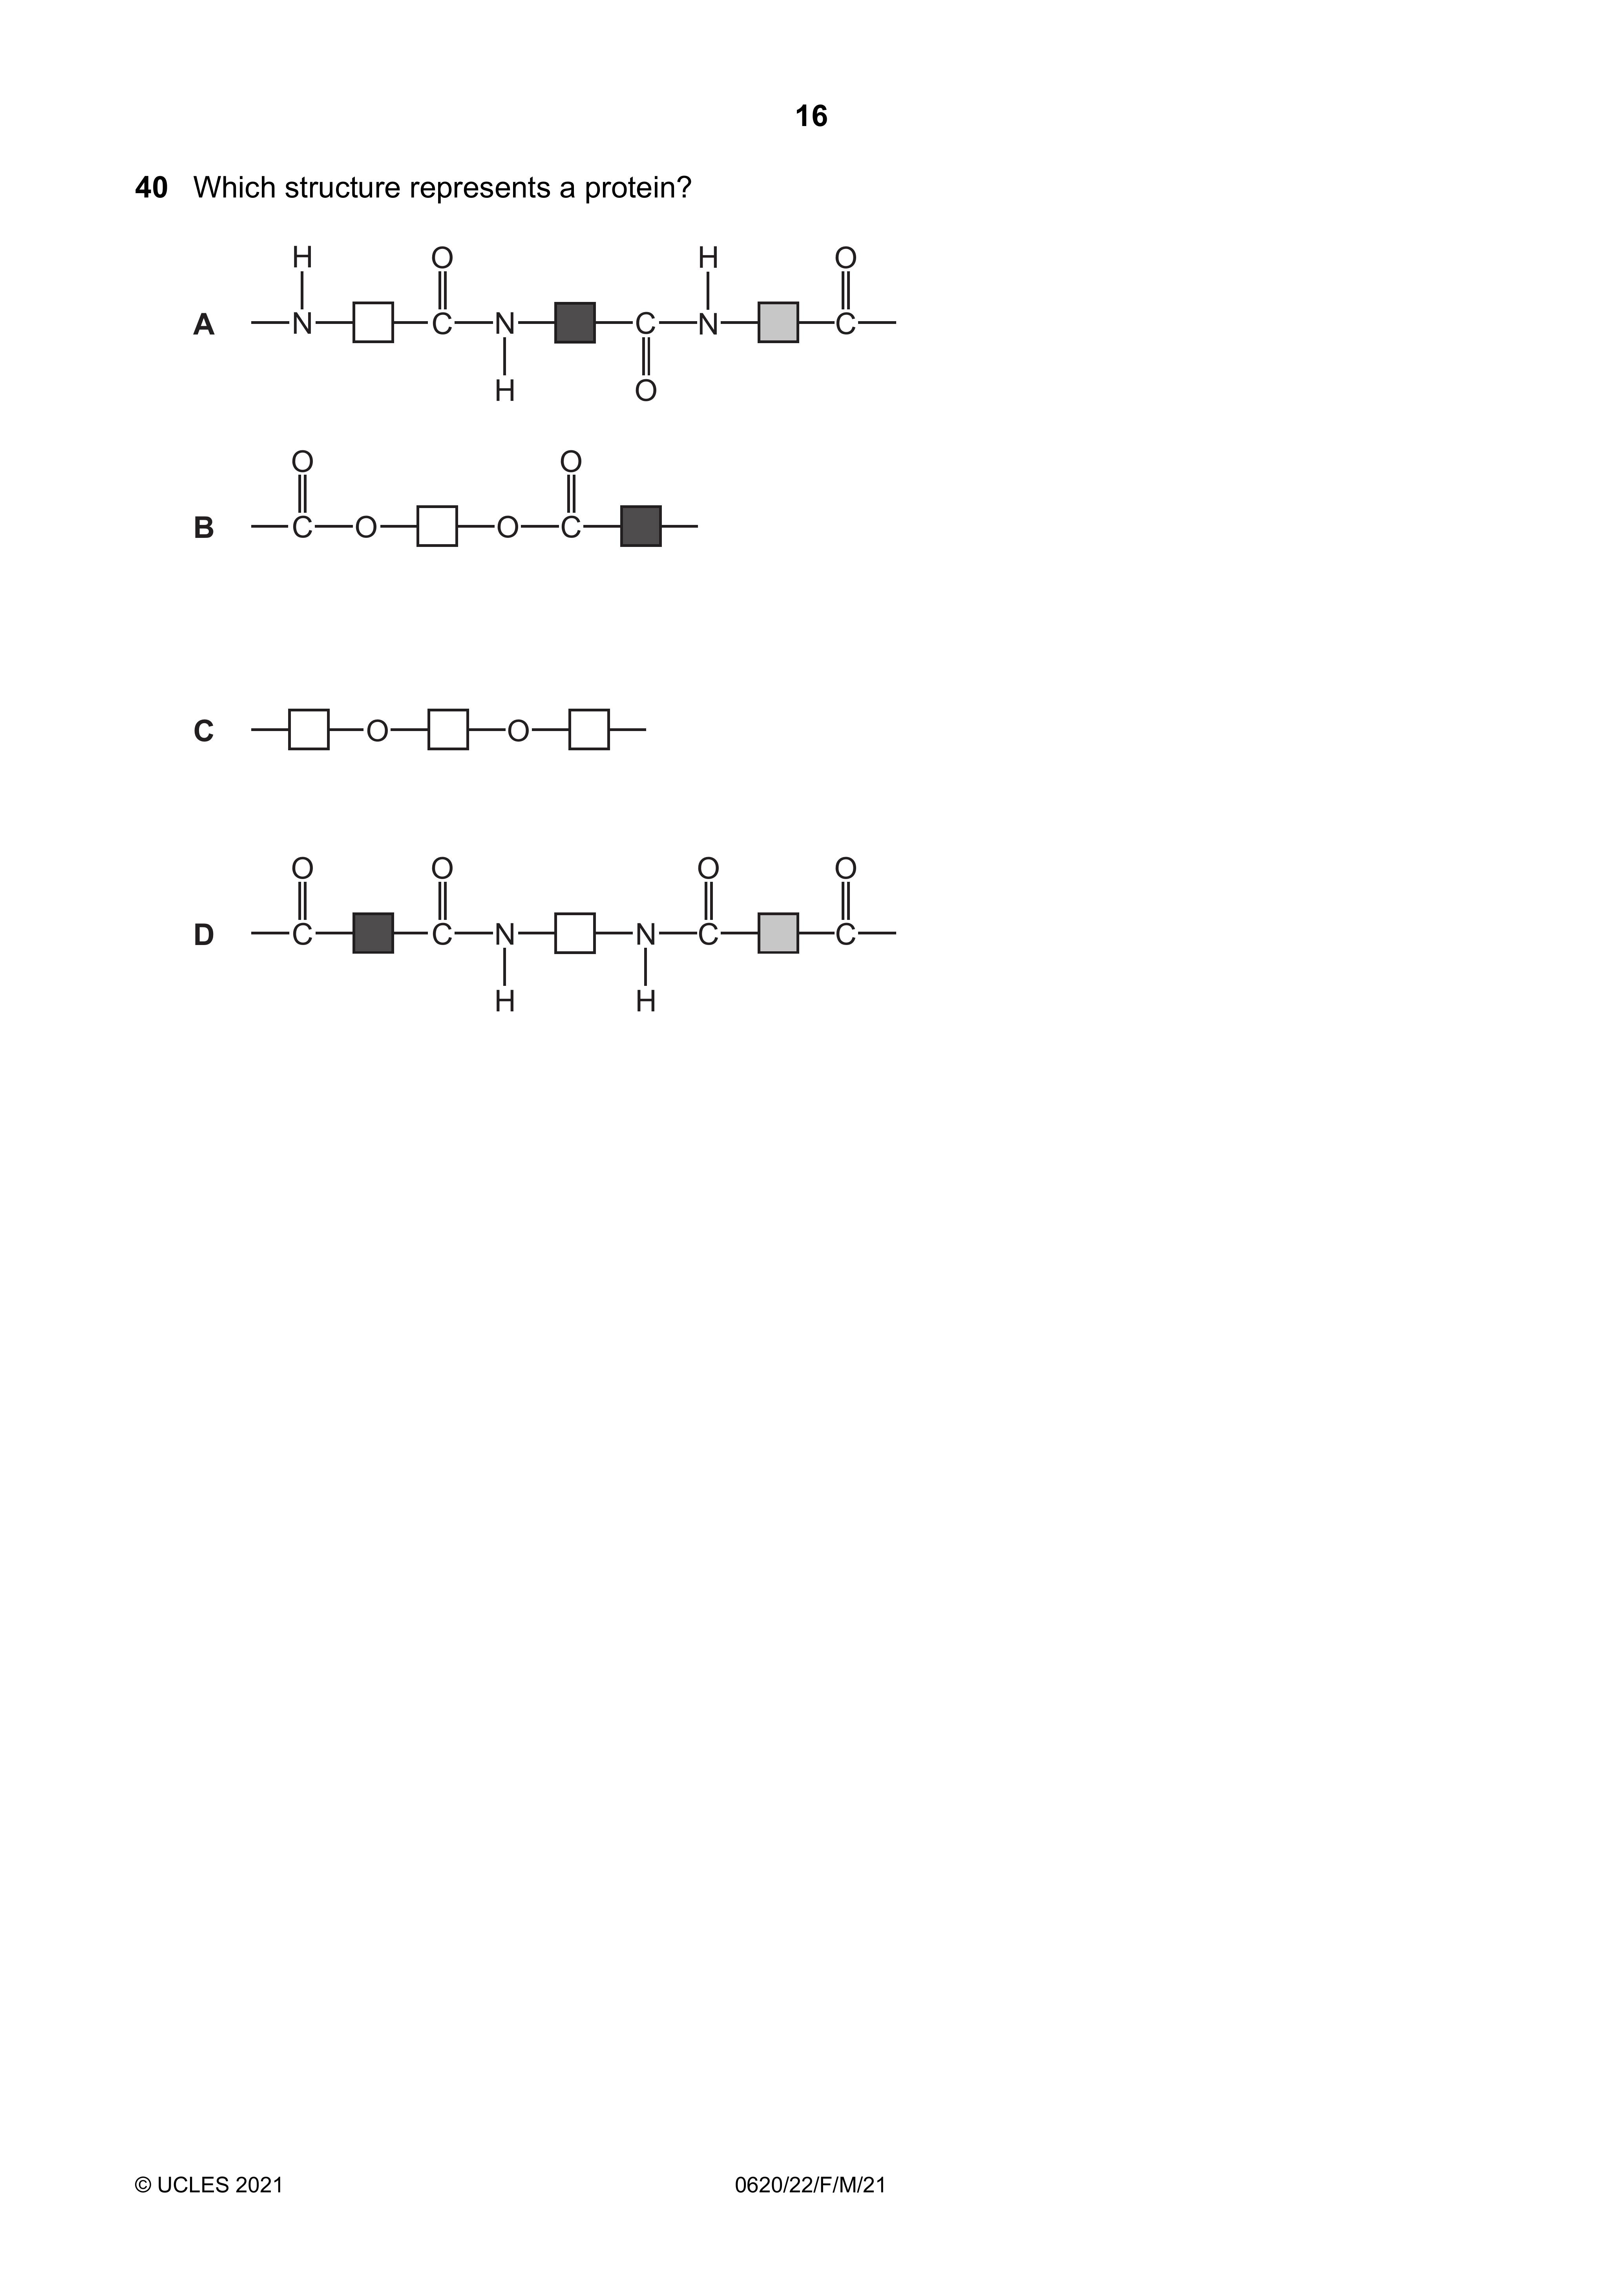 16
40 Which structure represents a protein?
H O H O
A N C N C N C
H O
O O
B C O O C
C O O
O O O O
D C C N N C C
H H
© UCLES 2021 0620/22/F/M/21